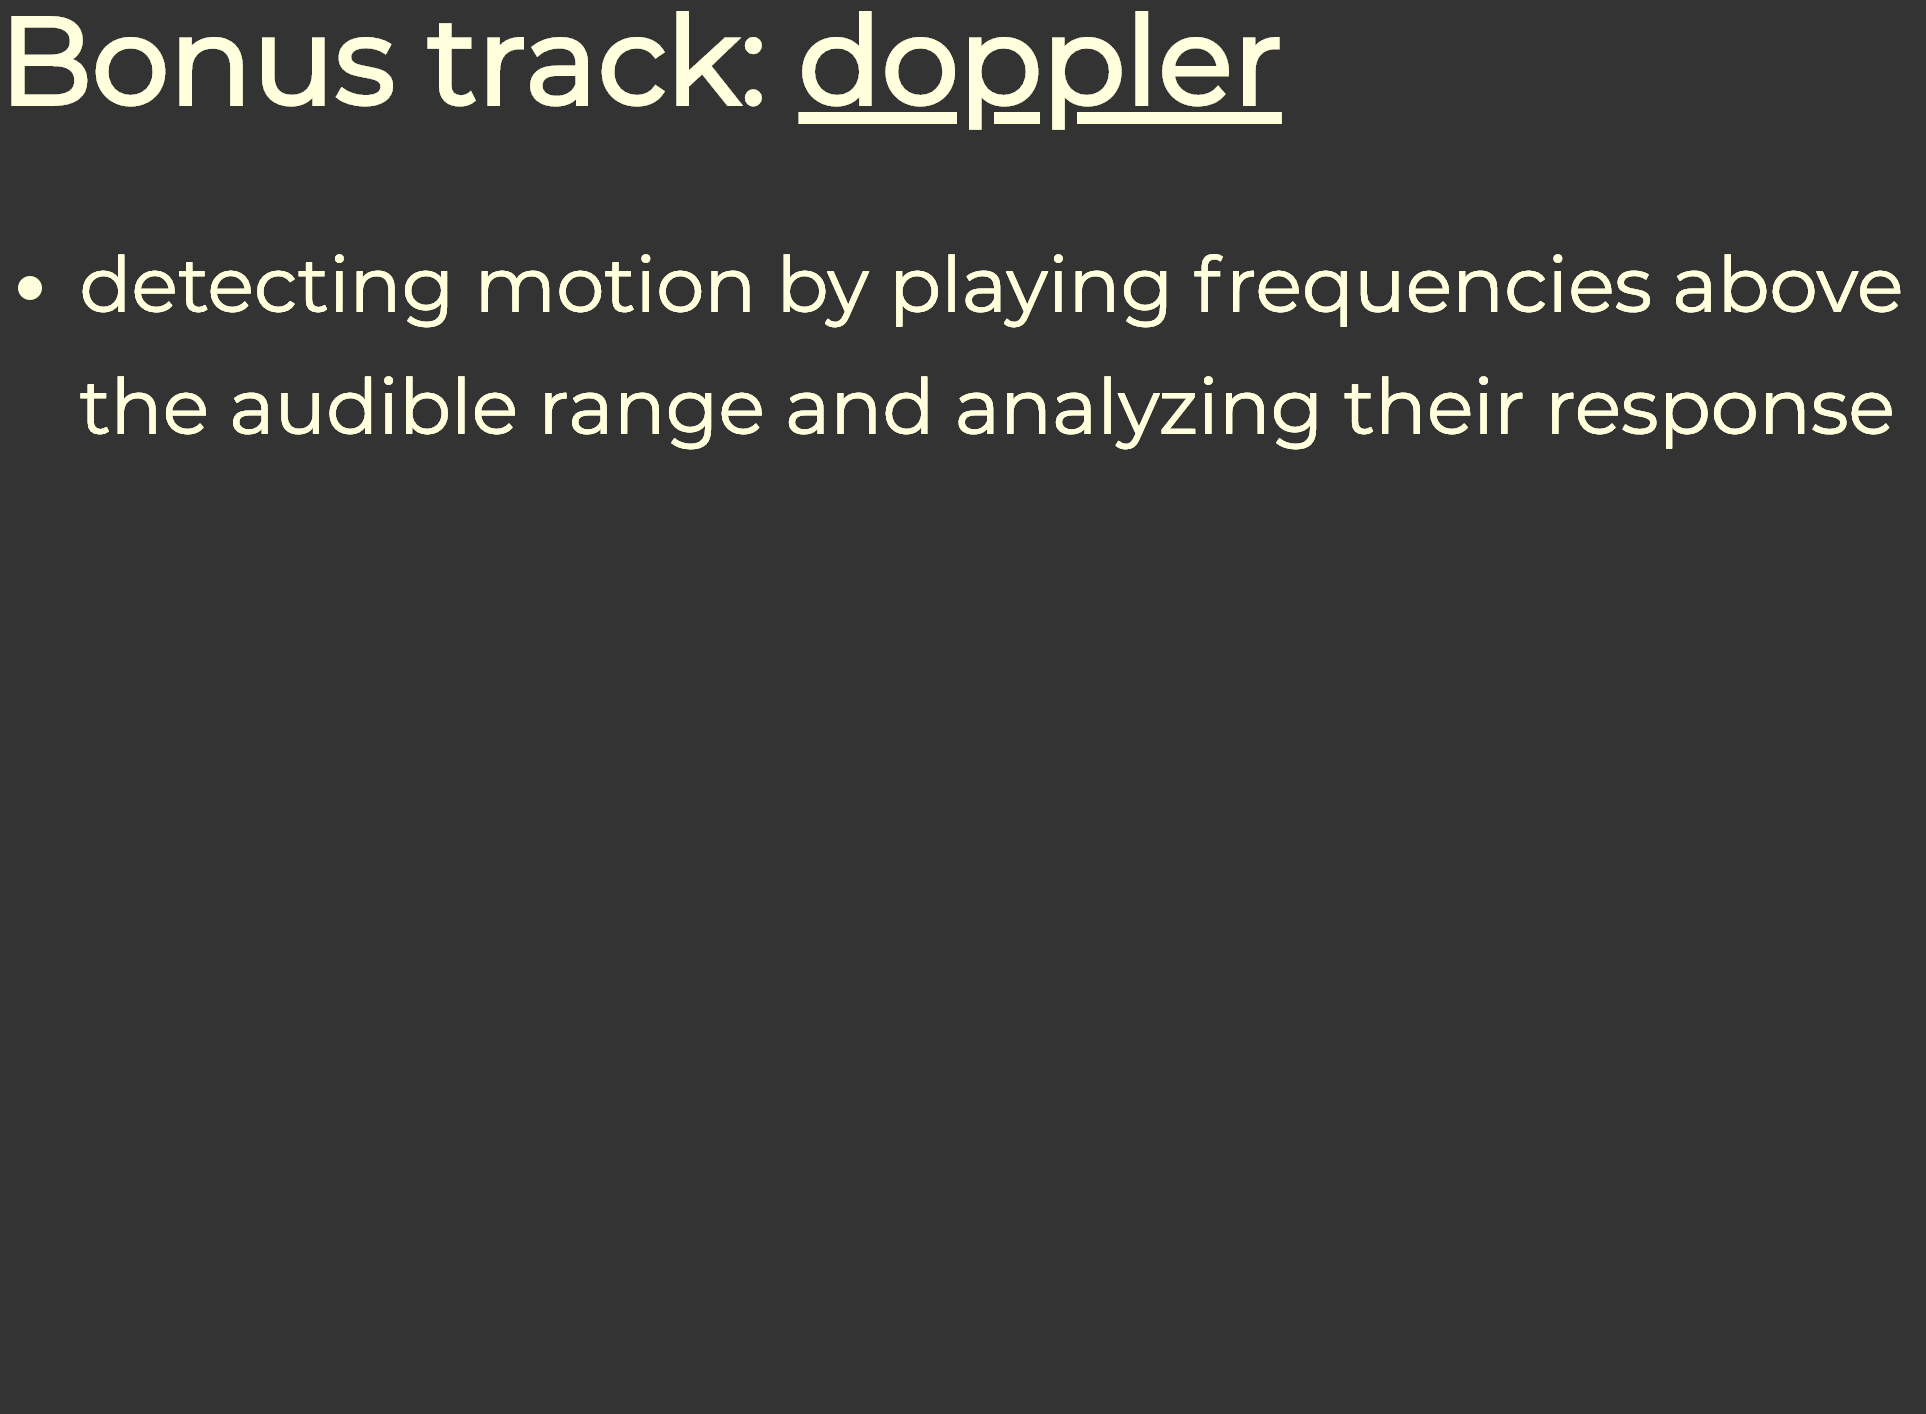 Bonus track: doppler
• detecting motion by playing frequencies above
the audible range and analyzing their response